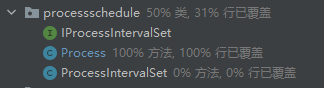 processschedule 50% 类, 31% 行已覆盖
IProcessIntervalSet
Process 100% 方法, 100% 行已覆盖
ProcessIntervalSet 0% 方法, 0% 行已覆盖